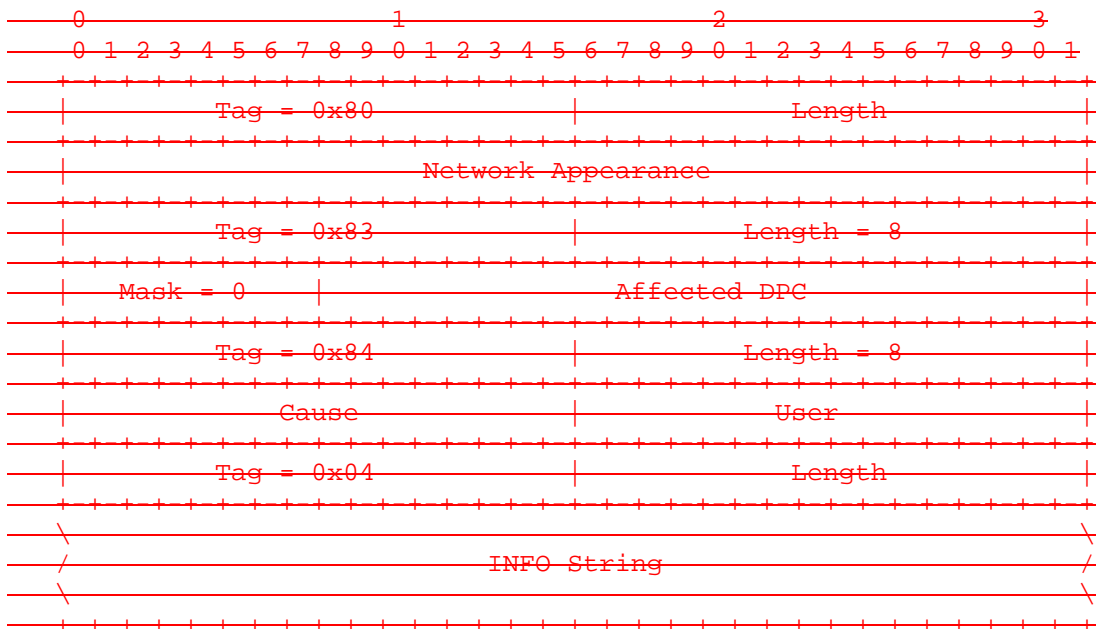 0                   1                   2                   3
0 1 2 3 4 5 6 7 8 9 0 1 2 3 4 5 6 7 8 9 0 1 2 3 4 5 6 7 8 9 0 1
+-+-+-+-+-+-+-+-+-+-+-+-+-+-+-+-+-+-+-+-+-+-+-+-+-+-+-+-+-+-+-+-+
|         Tag = 0x80            |             Length            |
+-+-+-+-+-+-+-+-+-+-+-+-+-+-+-+-+-+-+-+-+-+-+-+-+-+-+-+-+-+-+-+-+
|                      Network Appearance                       |
+-+-+-+-+-+-+-+-+-+-+-+-+-+-+-+-+-+-+-+-+-+-+-+-+-+-+-+-+-+-+-+-+
|         Tag = 0x83            |          Length = 8           |
+-+-+-+-+-+-+-+-+-+-+-+-+-+-+-+-+-+-+-+-+-+-+-+-+-+-+-+-+-+-+-+-+
|   Mask = 0    |                  Affected DPC                 |
+-+-+-+-+-+-+-+-+-+-+-+-+-+-+-+-+-+-+-+-+-+-+-+-+-+-+-+-+-+-+-+-+
|         Tag = 0x84            |          Length = 8           |
+-+-+-+-+-+-+-+-+-+-+-+-+-+-+-+-+-+-+-+-+-+-+-+-+-+-+-+-+-+-+-+-+
|             Cause             |            User               |
+-+-+-+-+-+-+-+-+-+-+-+-+-+-+-+-+-+-+-+-+-+-+-+-+-+-+-+-+-+-+-+-+
|         Tag = 0x04            |             Length            |
+-+-+-+-+-+-+-+-+-+-+-+-+-+-+-+-+-+-+-+-+-+-+-+-+-+-+-+-+-+-+-+-+
\                                                               \
/                          INFO String                          /
\                                                               \
+-+-+-+-+-+-+-+-+-+-+-+-+-+-+-+-+-+-+-+-+-+-+-+-+-+-+-+-+-+-+-+-+